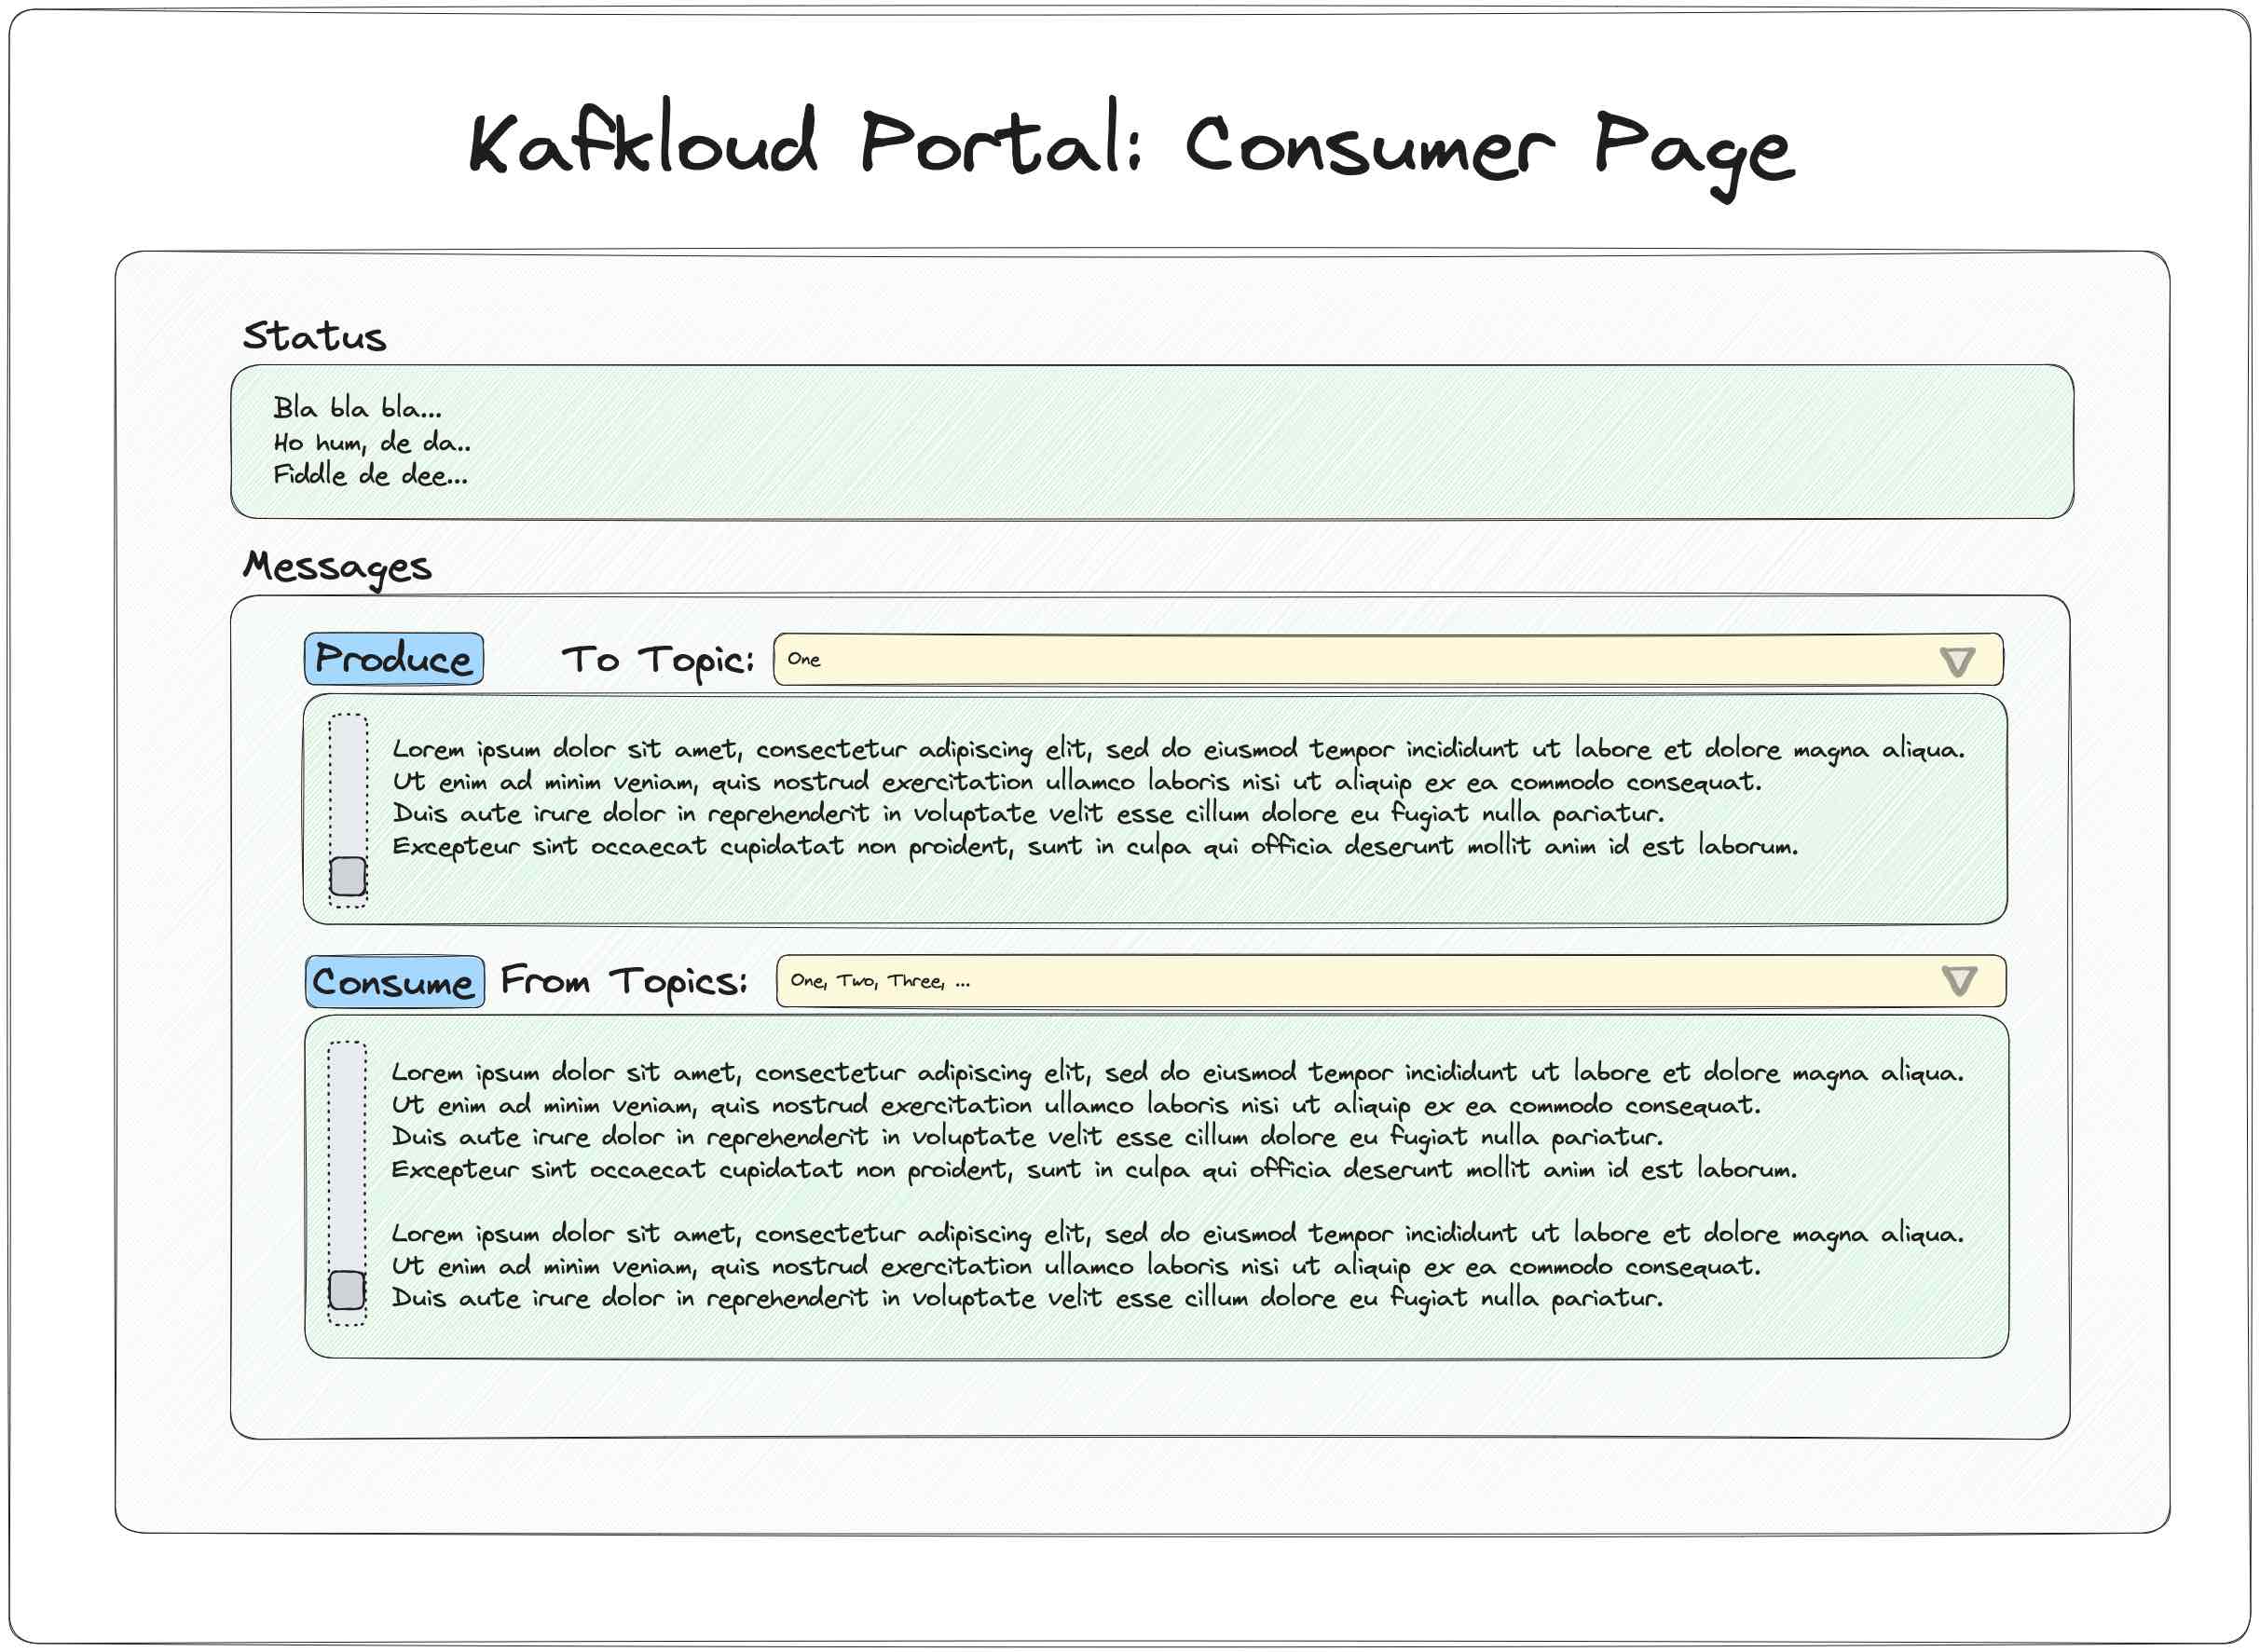 Kafkloud Portal: Consumer Page
Status
Bla bla bla...
Ho hum, de da..
Fiddle de dee...
Messages
Produce To Topic: One
Lorem ipsum dolor sit amet, consectetur adipiscing elit, sed do eiusmod tempor incididunt ut labore et dolore magna aliqua.
Ut enim ad minim veniam, quis nostrud exercitation ullamco laboris nisi ut aliquip ex ea commodo consequat.
Duis aute irure dolor in reprehenderit in voluptate velit esse cillum dolore eu fugiat nulla pariatur.
Excepteur sint occaecat cupidatat non proident, sunt in culpa qui officia deserunt mollit anim id est laborum.
Consume From Topics: One, Two, Three, ...
Lorem ipsum dolor sit amet, consectetur adipiscing elit, sed do eiusmod tempor incididunt ut labore et dolore magna aliqua.
Ut enim ad minim veniam, quis nostrud exercitation ullamco laboris nisi ut aliquip ex ea commodo consequat.
Duis aute irure dolor in reprehenderit in voluptate velit esse cillum dolore eu fugiat nulla pariatur.
Excepteur sint occaecat cupidatat non proident, sunt in culpa qui officia deserunt mollit anim id est laborum.
Lorem ipsum dolor sit amet, consectetur adipiscing elit, sed do eiusmod tempor incididunt ut labore et dolore magna aliqua.
Ut enim ad minim veniam, quis nostrud exercitation ullamco laboris nisi ut aliquip ex ea commodo consequat.
Duis aute irure dolor in reprehenderit in voluptate velit esse cillum dolore eu fugiat nulla pariatur.